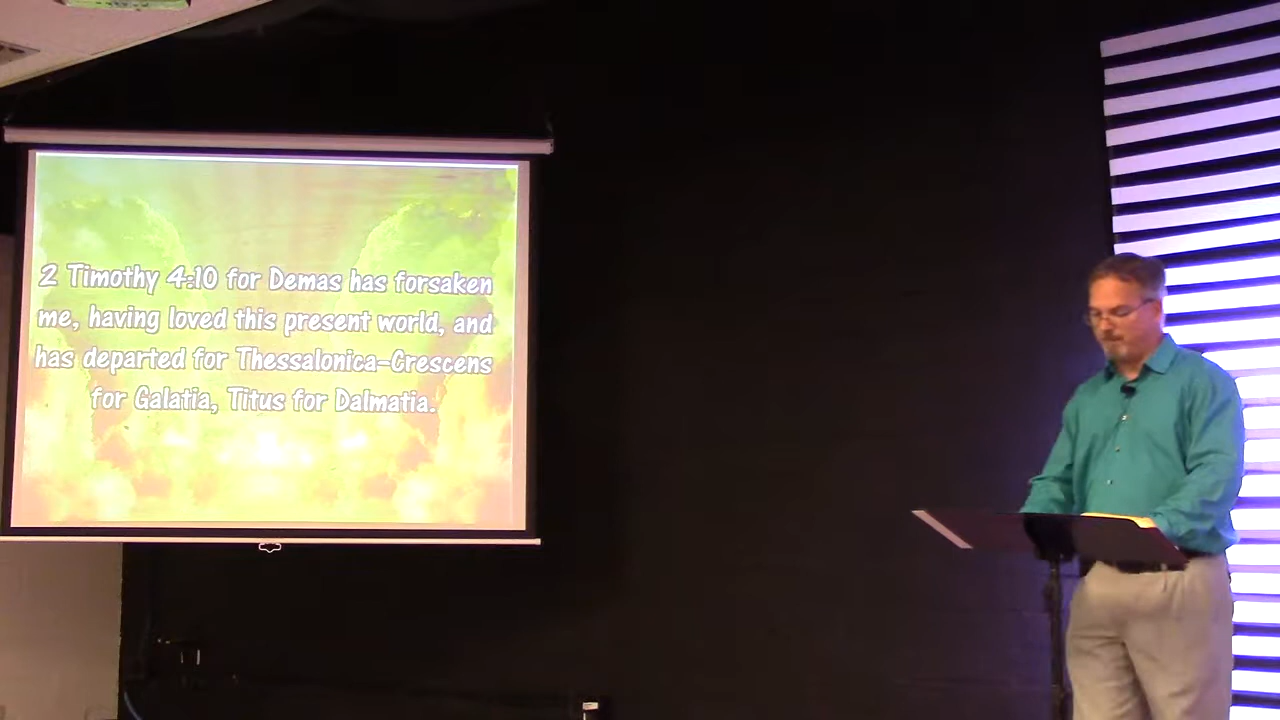 2 Timothy 4:10 for Demas has forsaken
me, having loved this present world, and
has departed for Thessalonica-Crescens
for Galatia, Titus for Dalmatia.